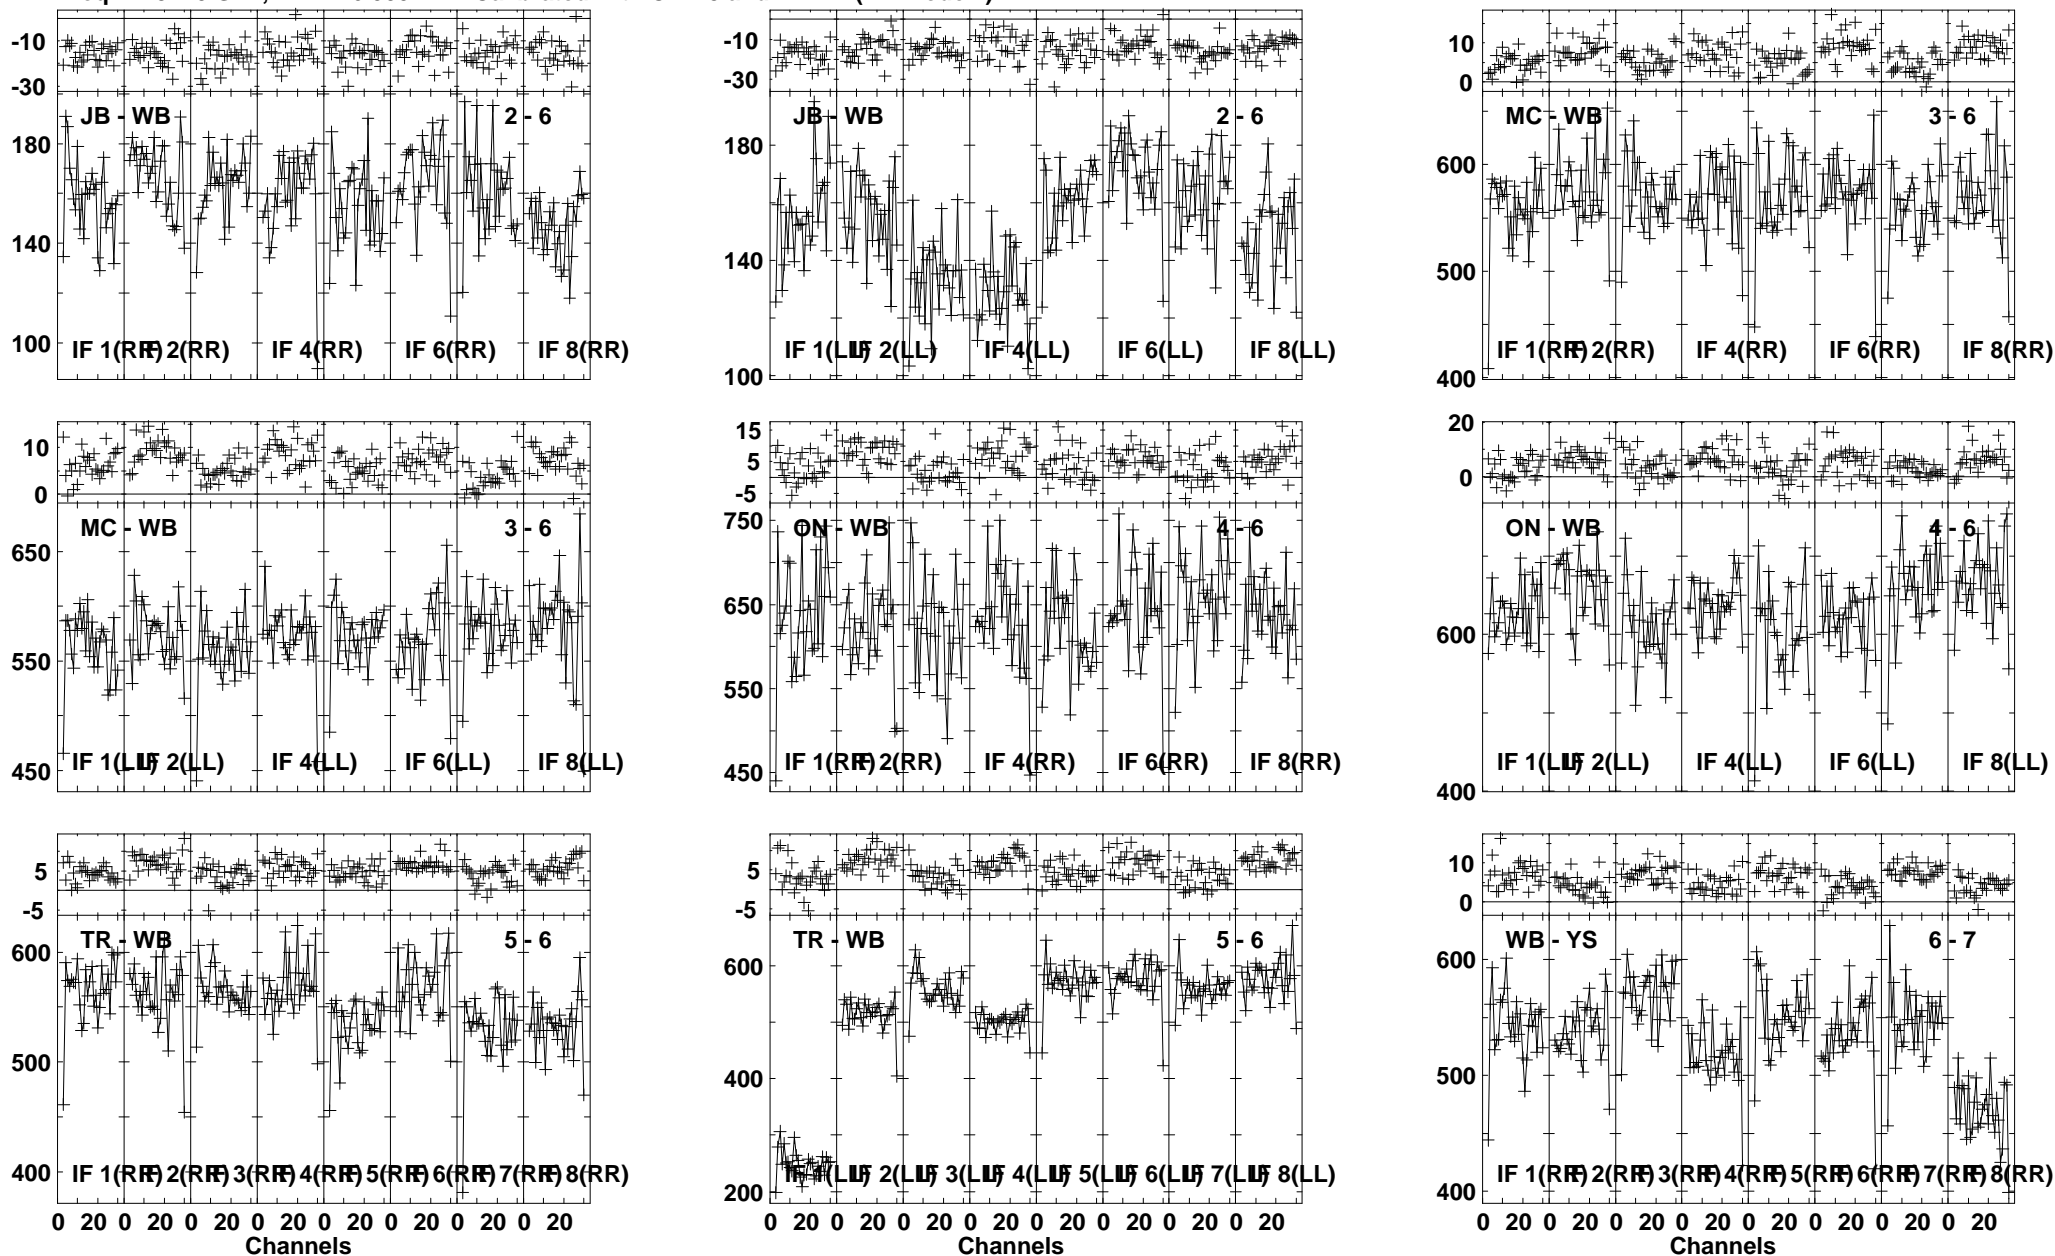 -10
-30
JB - WB 2 - 6
180
140
100
IF 1(RR) IF 2(RR) IF 4(RR) IF 6(RR) IF 8(RR)
-10
-30
JB - WB 2 - 6
180
140
100
IF 1(LL) IF 2(LL) IF 4(LL) IF 6(LL) IF 8(LL)
10
0
MC - WB 3 - 6
600
500
400
IF 1(RR) IF 2(RR) IF 4(RR) IF 6(RR) IF 8(RR)
10
0
MC - WB 3 - 6
650
550
450
IF 1(LL) IF 2(LL) IF 4(LL) IF 6(LL) IF 8(LL)
15
5
-5
750
ON - WB 4 - 6
650
550
450
IF 1(RR) IF 2(RR) IF 4(RR) IF 6(RR) IF 8(RR)
20
0
ON - WB 4 - 6
600
400
IF 1(LL) IF 2(LL) IF 4(LL) IF 6(LL) IF 8(LL)
5
-5
TR - WB 5 - 6
600
500
400
IF 1(RR) IF 2(RR) IF 3(RR) IF 4(RR) IF 5(RR) IF 6(RR) IF 7(RR) IF 8(RR)
0 20 0 20 0 20 0 20 0 20 0 20 0 20 0 20
Channels
5
-5
TR - WB 5 - 6
600
400
200
IF 1(LL) IF 2(LL) IF 3(LL) IF 4(LL) IF 5(LL) IF 6(LL) IF 7(LL) IF 8(LL)
0 20 0 20 0 20 0 20 0 20 0 20 0 20 0 20
Channels
10
0
WB - YS 6 - 7
600
500
400
IF 1(RR) IF 2(RR) IF 3(RR) IF 4(RR) IF 5(RR) IF 6(RR) IF 7(RR) IF 8(RR)
0 20 0 20 0 20 0 20 0 20 0 20 0 20 0 20
Channels